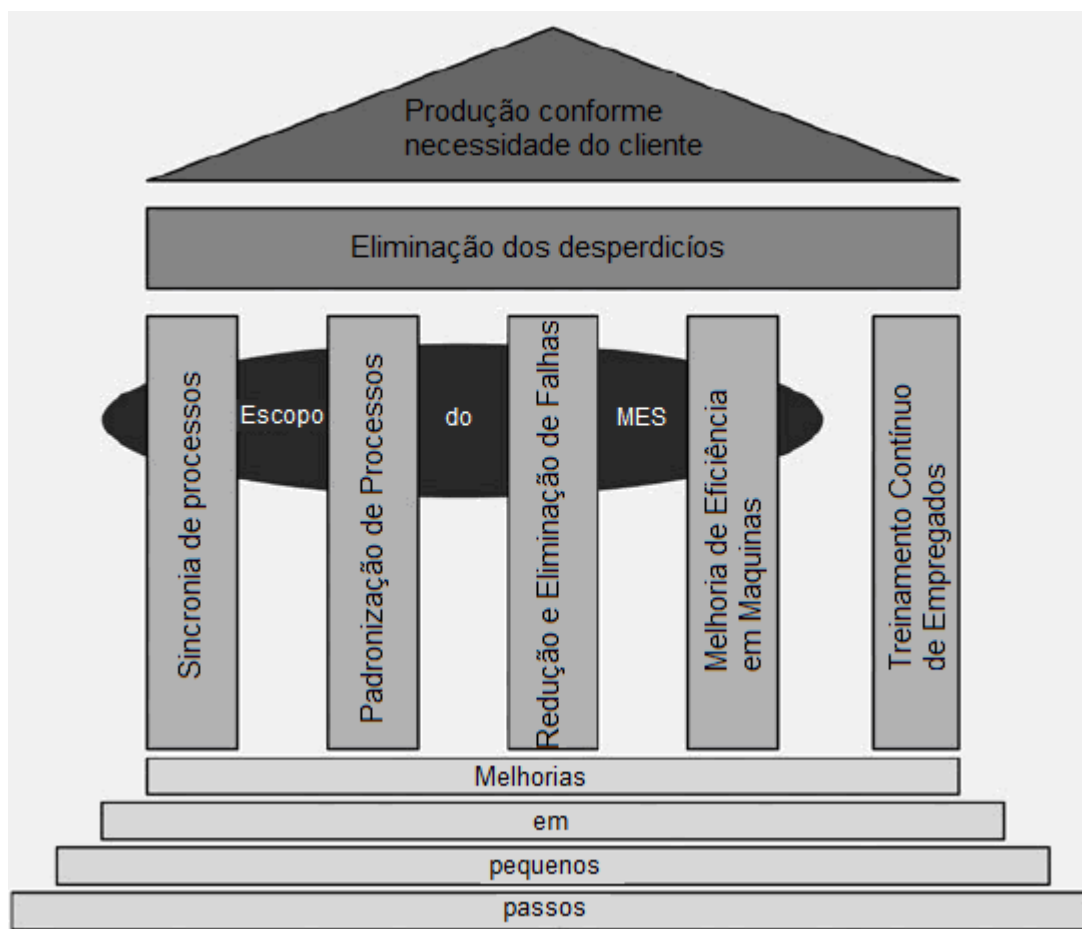 Produção conforme
necessidade do cliente
Eliminação dos desperdicíos
Sincronia de processos
Escopo
Padronização de Processos
do
Redução e Eliminação de Falhas
MES
Melhoria de Eficiência
em Maquinas
Treinamento Contínuo
de Empregados
Melhorias
em
pequenos
passos